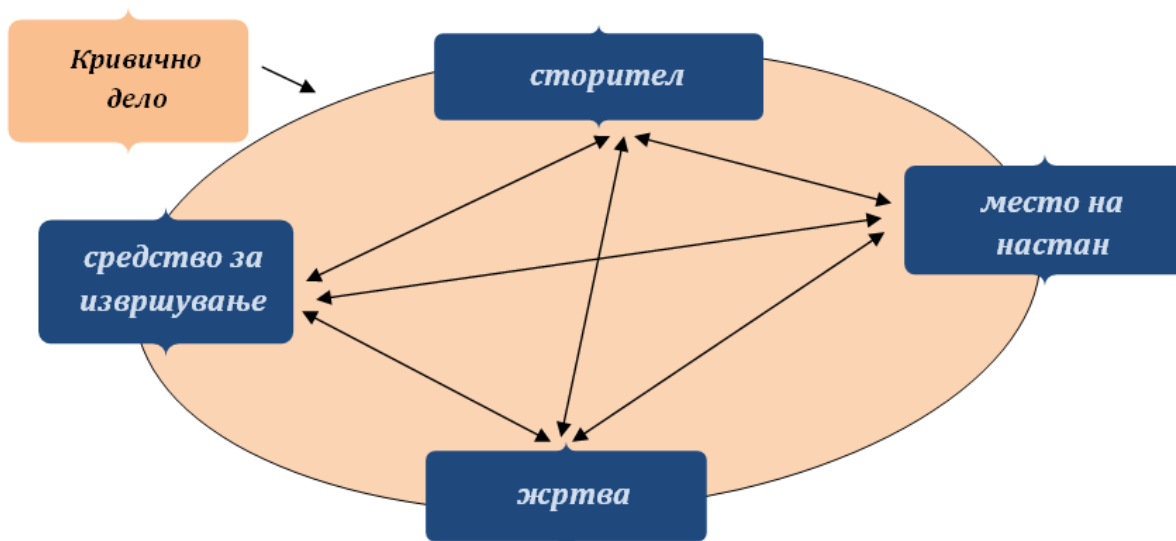 Кривично
дело
сторител
место на
настан
средство за
извршување
жртва